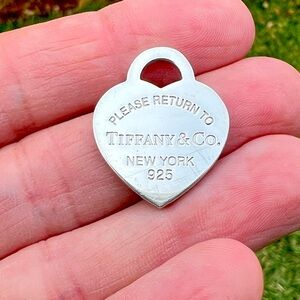 PLEASE RETURN TO
TIFFANY & CO.
NEW YORK
925